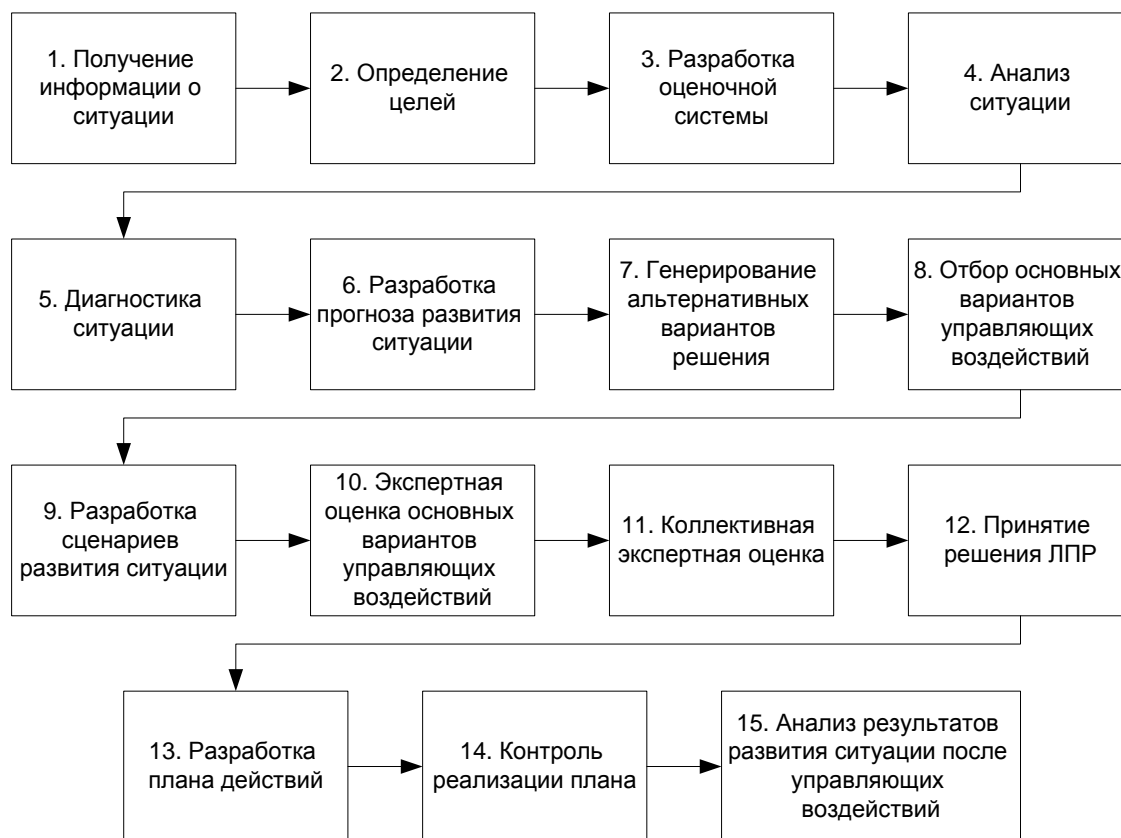 1. Получение
информации о
ситуации
2. Определение
целей
3. Разработка
оценочной
системы
4. Анализ
ситуации
5. Диагностика
ситуации
6. Разработка
прогноза развития
ситуации
7. Генерирование
альтернативных
вариантов
решения
8. Отбор основных
вариантов
управляющих
воздействий
9. Разработка
сценариев
развития ситуации
10. Экспертная
оценка основных
вариантов
управляющих
воздействий
11. Коллективная
экспертная оценка
12. Принятие
решения ЛПР
13. Разработка
плана действий
14. Контроль
реализации плана
15. Анализ результатов
развития ситуации после
управляющих
воздействий